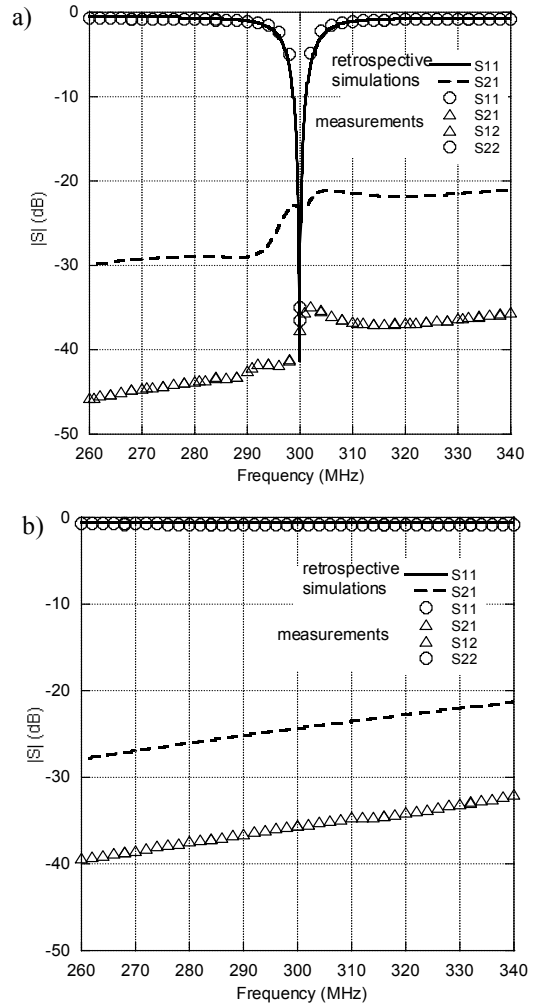 a)
0
-10
-20
-30
-40
-50
|S| (dB)
retrospective simulations
S11
S21
measurements
S11
S21
S12
S22
260 270 280 290 300 310 320 330 340
Frequency (MHz)
b)
0
-10
-20
-30
-40
-50
|S| (dB)
retrospective simulations
S11
S21
measurements
S11
S21
S12
S22
260 270 280 290 300 310 320 330 340
Frequency (MHz)